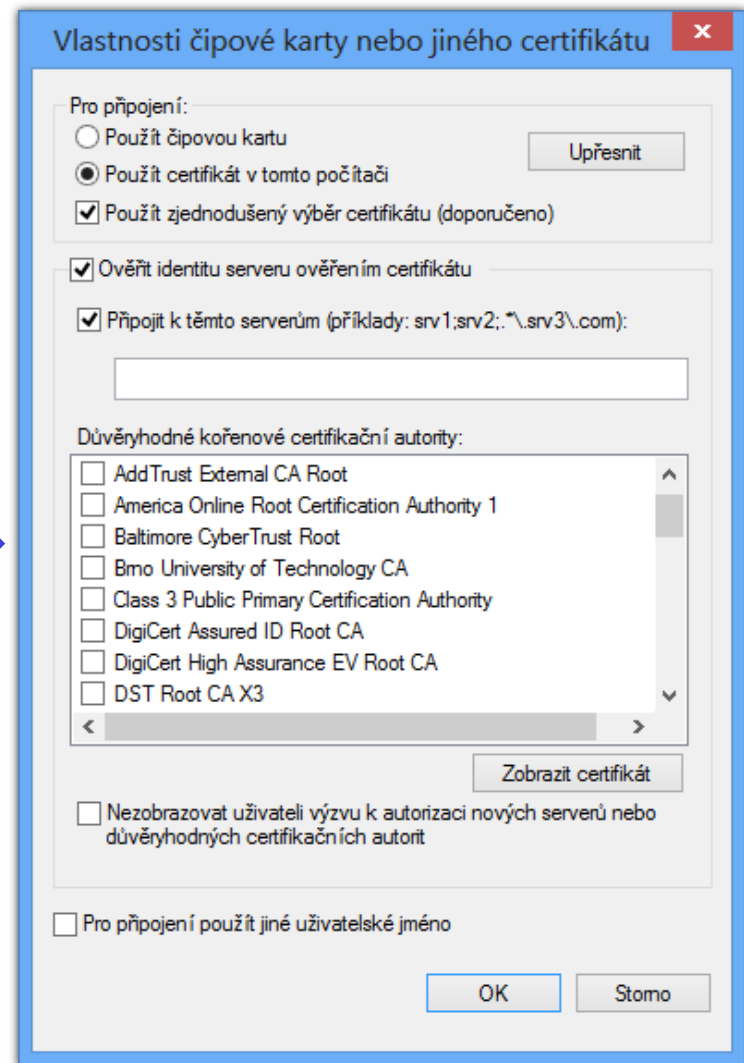 Vlastnosti čipové karty nebo jiného certifikátu
Pro připojení:
Použít čipovou kartu
Upřesnit
Použít certifikát v tomto počítači
Použít zjednodušený výběr certifikátu (doporučeno)
Ověřit identitu serveru ověřením certifikátu
Připojit k těmto serverům (příklady: srv1;srv2;.*\.srv3\.com):
Důvěryhodné kořenové certifikační autority:
AddTrust External CA Root
America Online Root Certification Authority 1
Baltimore CyberTrust Root
Brno University of Technology CA
Class 3 Public Primary Certification Authority
DigiCert Assured ID Root CA
DigiCert High Assurance EV Root CA
DST Root CA X3
Zobrazit certifikát
Nezobrazovat uživateli výzvu k autorizaci nových serverů nebo
důvěryhodných certifikačních autorit
Pro připojení použít jiné uživatelské jméno
OK
Storno